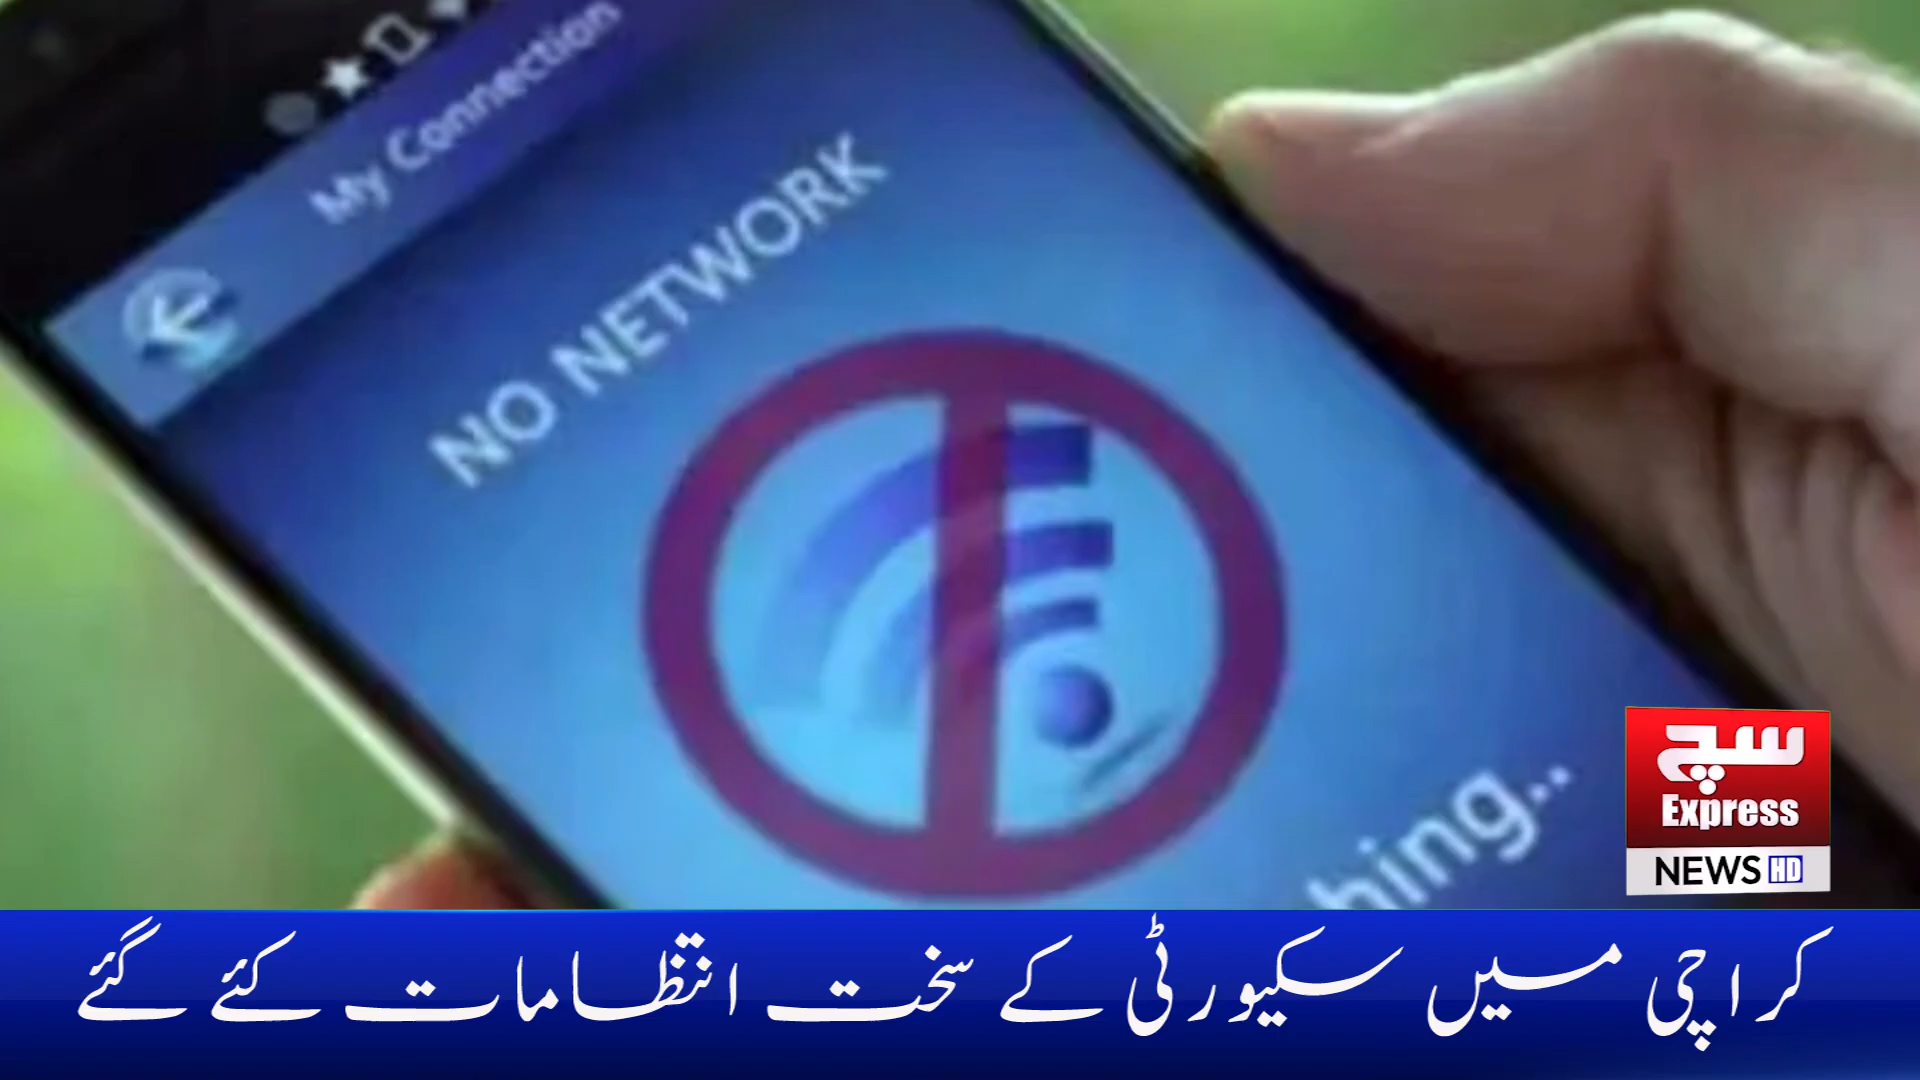 My Connection
NO NETWORK
hing..
سچ
Express
NEWS HD
کراچی میں سکیورٹی کے سخت انتظامات کئے گئے